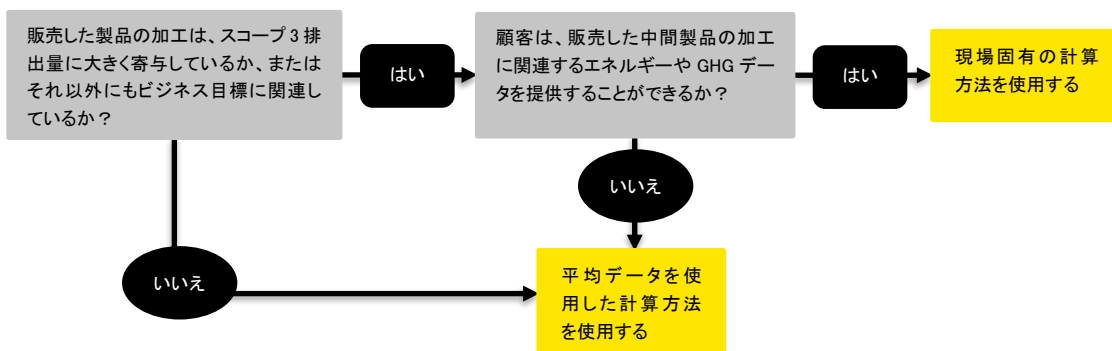 販売した製品の加工は、スコープ 3 排
出量に大きく寄与しているか、または
それ以外にもビジネス目標に関連し
ているか？
はい
顧客は、販売した中間製品の加工
に関連するエネルギーや GHG デー
タを提供することができるか？
はい
現場固有の計算
方法を使用する
いいえ
いいえ
平均データを使
用した計算方法
を使用する